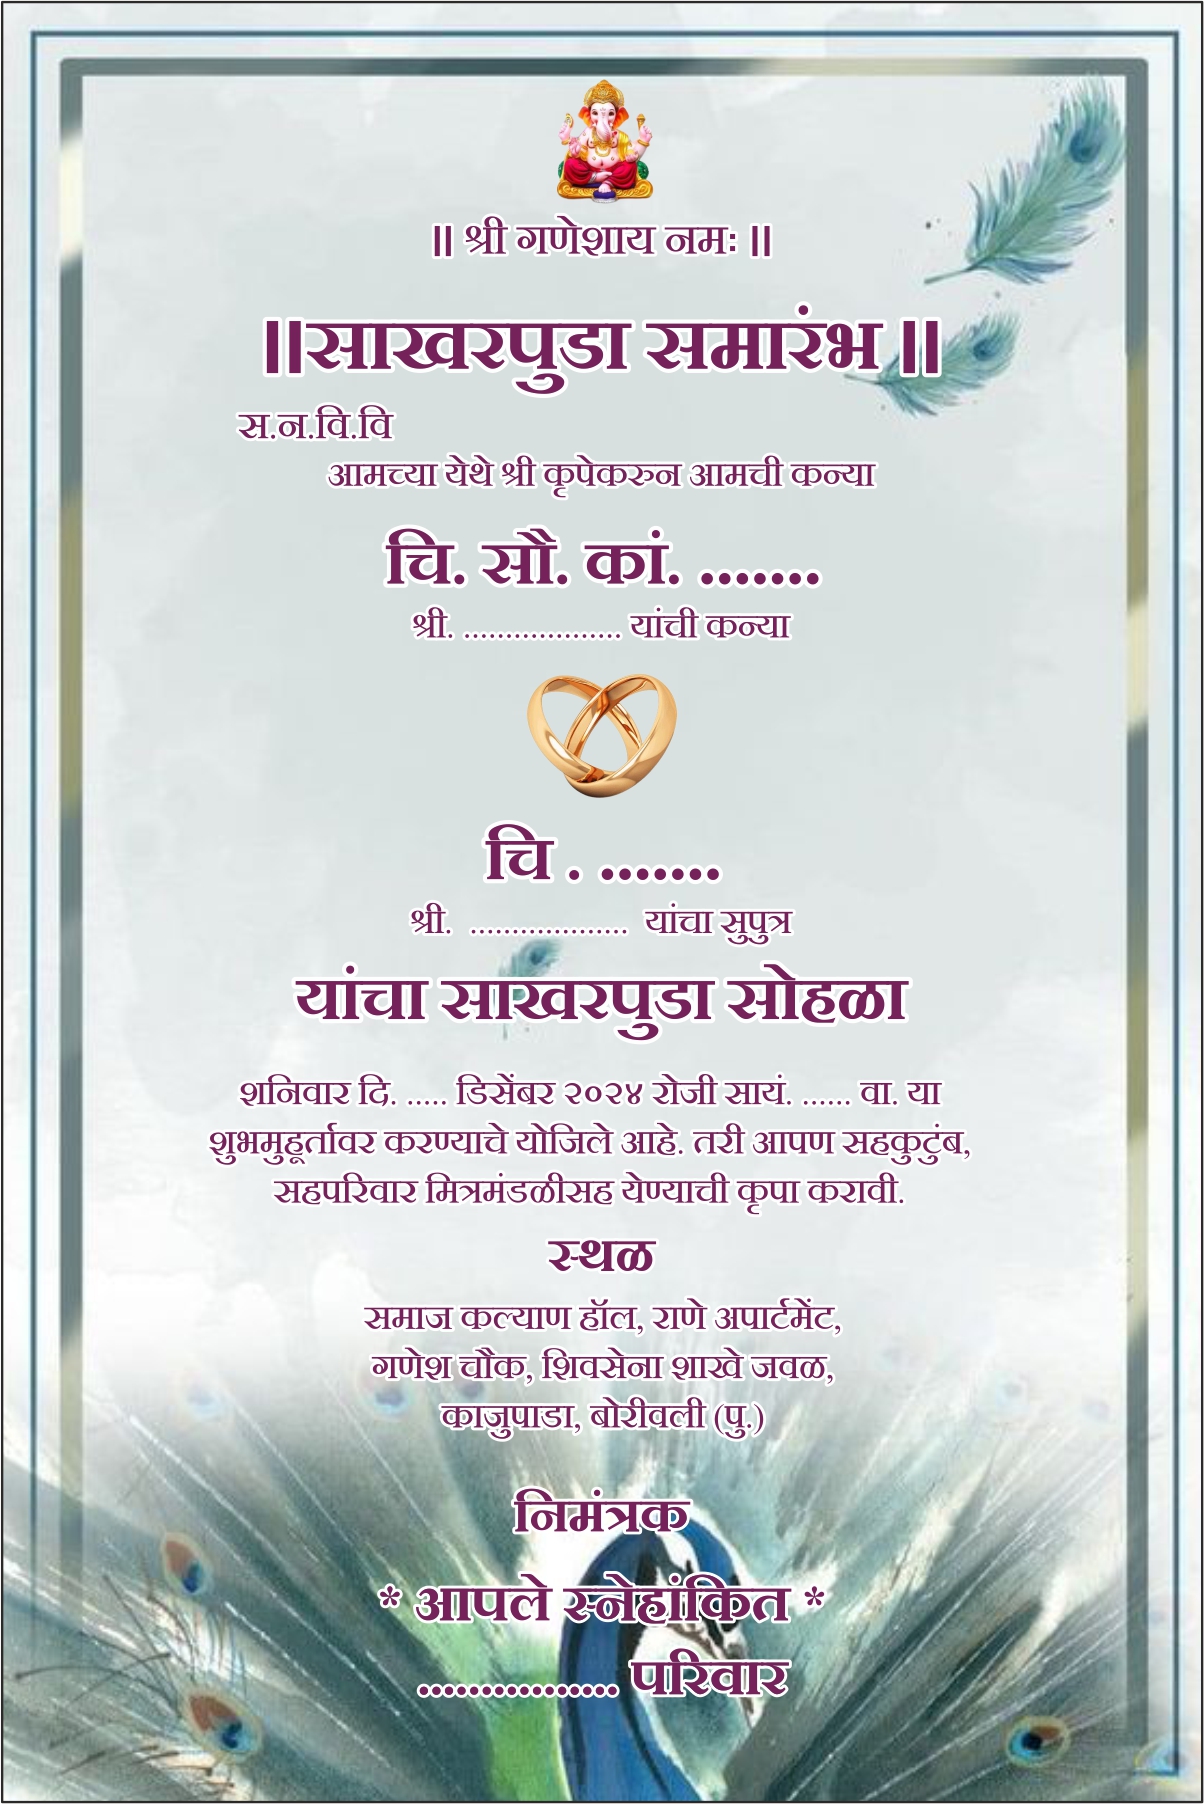 || श्री गणेशाय नमः ||
||साखरपुडा समारंभ ||
स.न.वि.वि
आमच्या येथे श्री कृपेकरुन आमची कन्या
चि. सौ. कां. .......
श्री. ................... यांची कन्या
चि . .......
श्री. ................... यांचा सुपुत्र
यांचा साखरपुडा सोहळा
शनिवार दि. ..... डिसेंबर २०२४ रोजी सायं. ...... वा. या
शुभमुहूर्तावर करण्याचे योजिले आहे. तरी आपण सहकुटुंब,
सहपरिवार मित्रमंडळीसह येण्याची कृपा करावी.
स्थळ
समाज कल्याण हॉल, राणे अपार्टमेंट,
गणेश चौक, शिवसेना शाखे जवळ,
काजुपाडा, बोरीवली (पु.)
निमंत्रक
* आपले स्नेहांकित *
................ परिवार